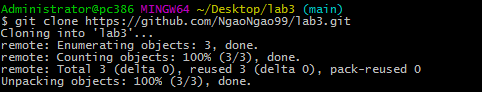 Administrator@pc386 MINGW64 ~/Desktop/lab3 (main)
$ git clone https://github.com/NgaoNgao99/lab3.git
Cloning into 'lab3'...
remote: Enumerating objects: 3, done.
remote: Counting objects: 100% (3/3), done.
remote: Total 3 (delta 0), reused 3 (delta 0), pack-reused 0
Unpacking objects: 100% (3/3), done.